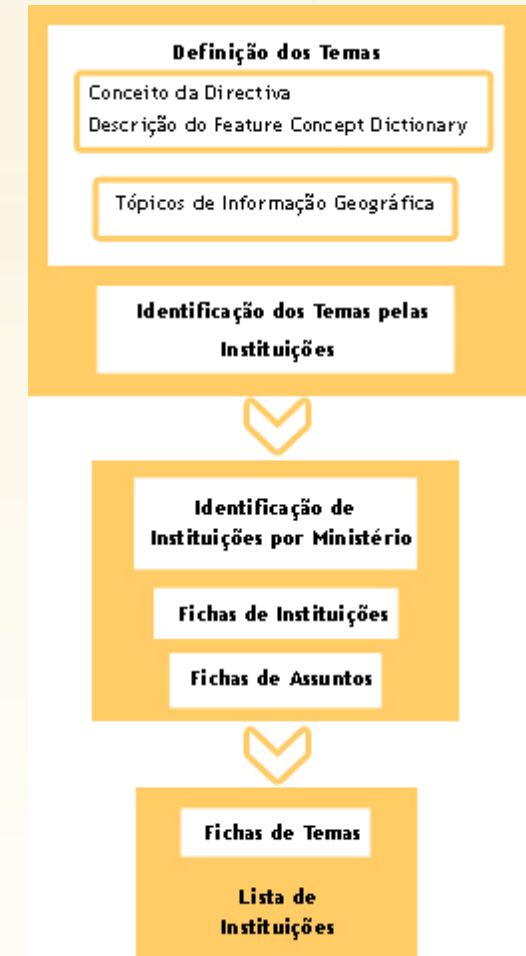 Definição dos Temas
Conceito da Directiva
Descrição do Feature Concept Dictionary
Tópicos de Informação Geográfica
Identificação dos Temas pelas
Instituições
Identificação de
Instituições por Ministério
Fichas de Instituições
Fichas de Assuntos
Fichas de Temas
Lista de
Instituições